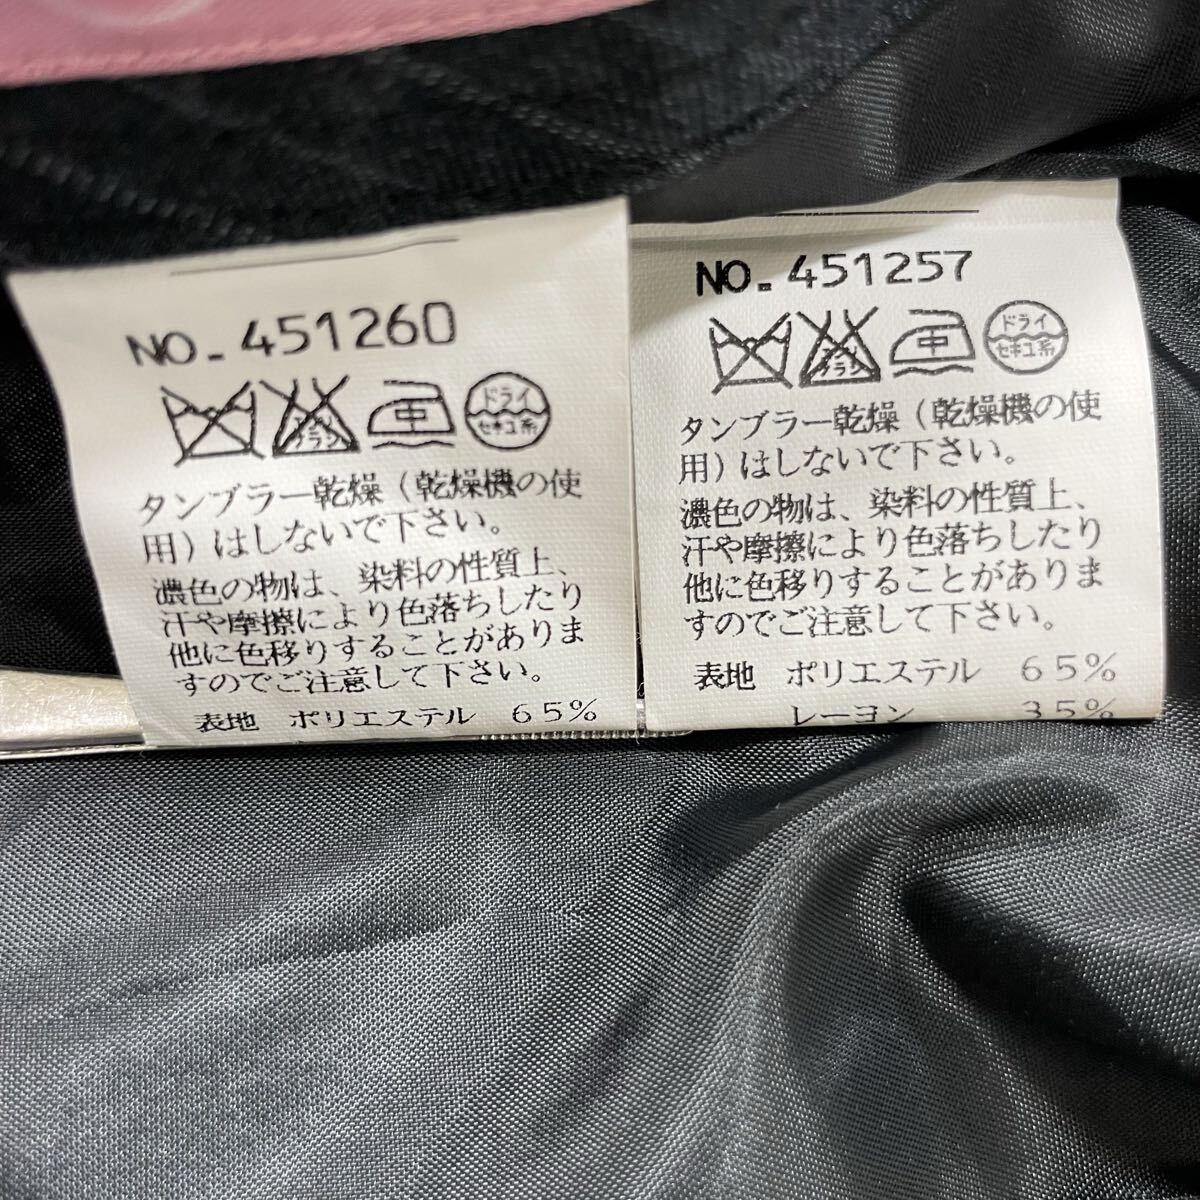 NO.451260
中
ドライ
セキユ系
タンブラー乾燥(乾燥機の使
用)はしないで下さい。
濃色の物は、染料の性質上、
汗や摩擦により色落ちしたり
他に色移りすることがありま
すのでご注意して下さい。
表地 ポリエステル 65%
NO.451257
中
ドライ
セキユ系
タンブラー乾燥(乾燥機の使
用)はしないで下さい。
濃色の物は、染料の性質上、
汗や摩擦により色落ちしたり
他に色移りすることがありま
すのでご注意して下さい。
表地 ポリエステル 65%
レーヨン 35%